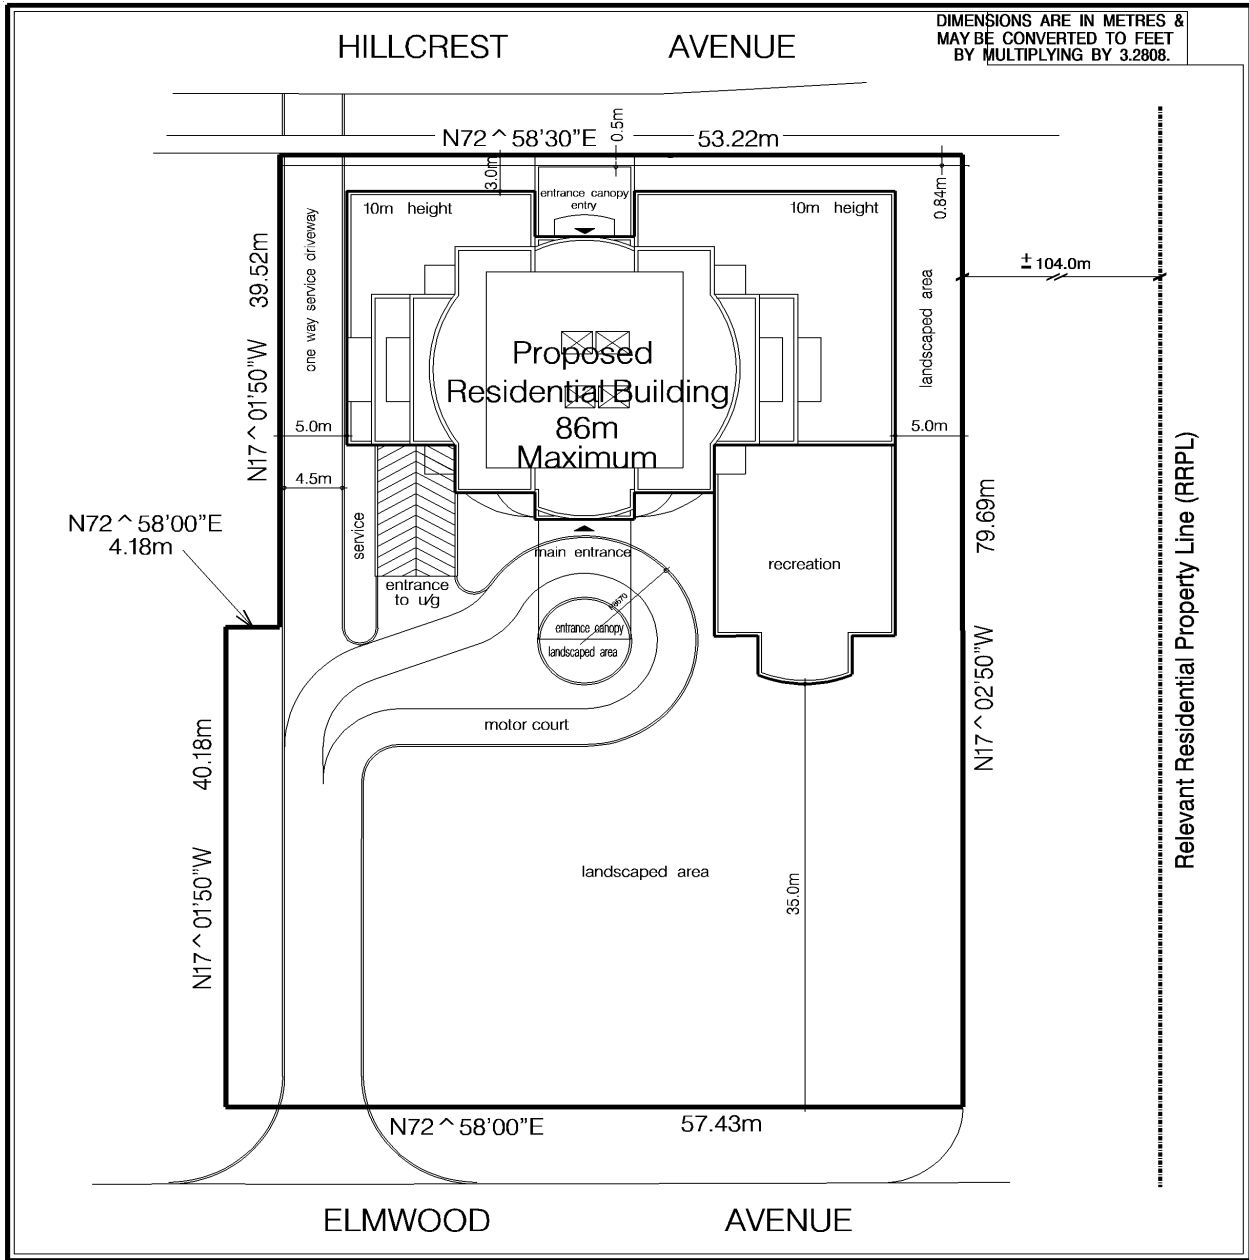 DIMENSIONS ARE IN METRES &
MAY BE CONVERTED TO FEET
BY MULTIPLYING BY 3.2808.
HILLCREST AVENUE
N72^58'30"E 53.22m
0.5m
3.0m
0.84m
entrance canopy
entry
10m height
10m height
one way service driveway
N17^01'50"W 39.52m
landscaped area
± 104.0m
Proposed
Residential Building
86m
Maximum
5.0m
5.0m
4.5m
N72^58'00"E
4.18m
service
entrance
to u/g
main entrance
recreation
entrance canopy
landscaped area
motor court
N17^02'50"W 79.69m
Relevant Residential Property Line (RRPL)
N17^01'50"W 40.18m
landscaped area
35.0m
N72^58'00"E 57.43m
ELMWOOD AVENUE